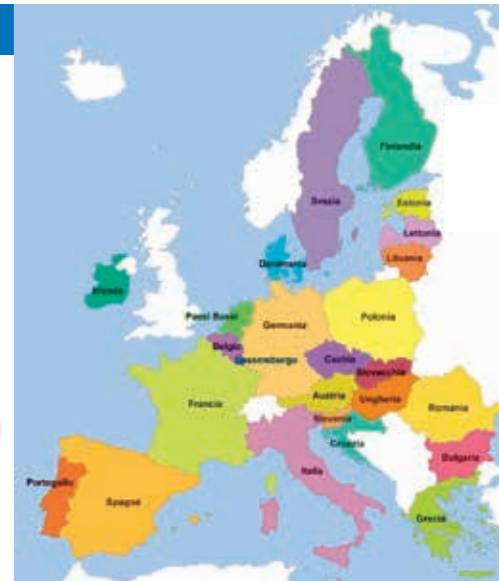 Finlandia
Svezia
Estonia
Lettonia
Lituania
Danimarca
Irlanda
Paesi Bassi
Polonia
Germania
Belgio
Lussemburgo
Cechia
Slovacchia
Francia
Austria
Ungheria
Romania
Slovenia
Croazia
Italia
Bulgaria
Portogallo
Spagna
Grecia